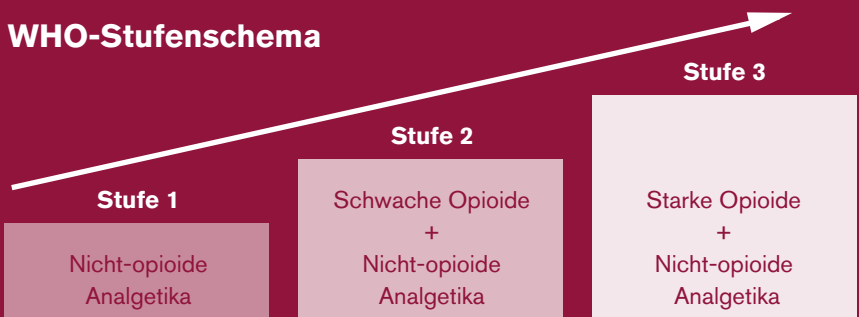 WHO-Stufenschema
Stufe 1
Nicht-opioide
Analgetika
Stufe 2
Schwache Opioide
+
Nicht-opioide
Analgetika
Stufe 3
Starke Opioide
+
Nicht-opioide
Analgetika